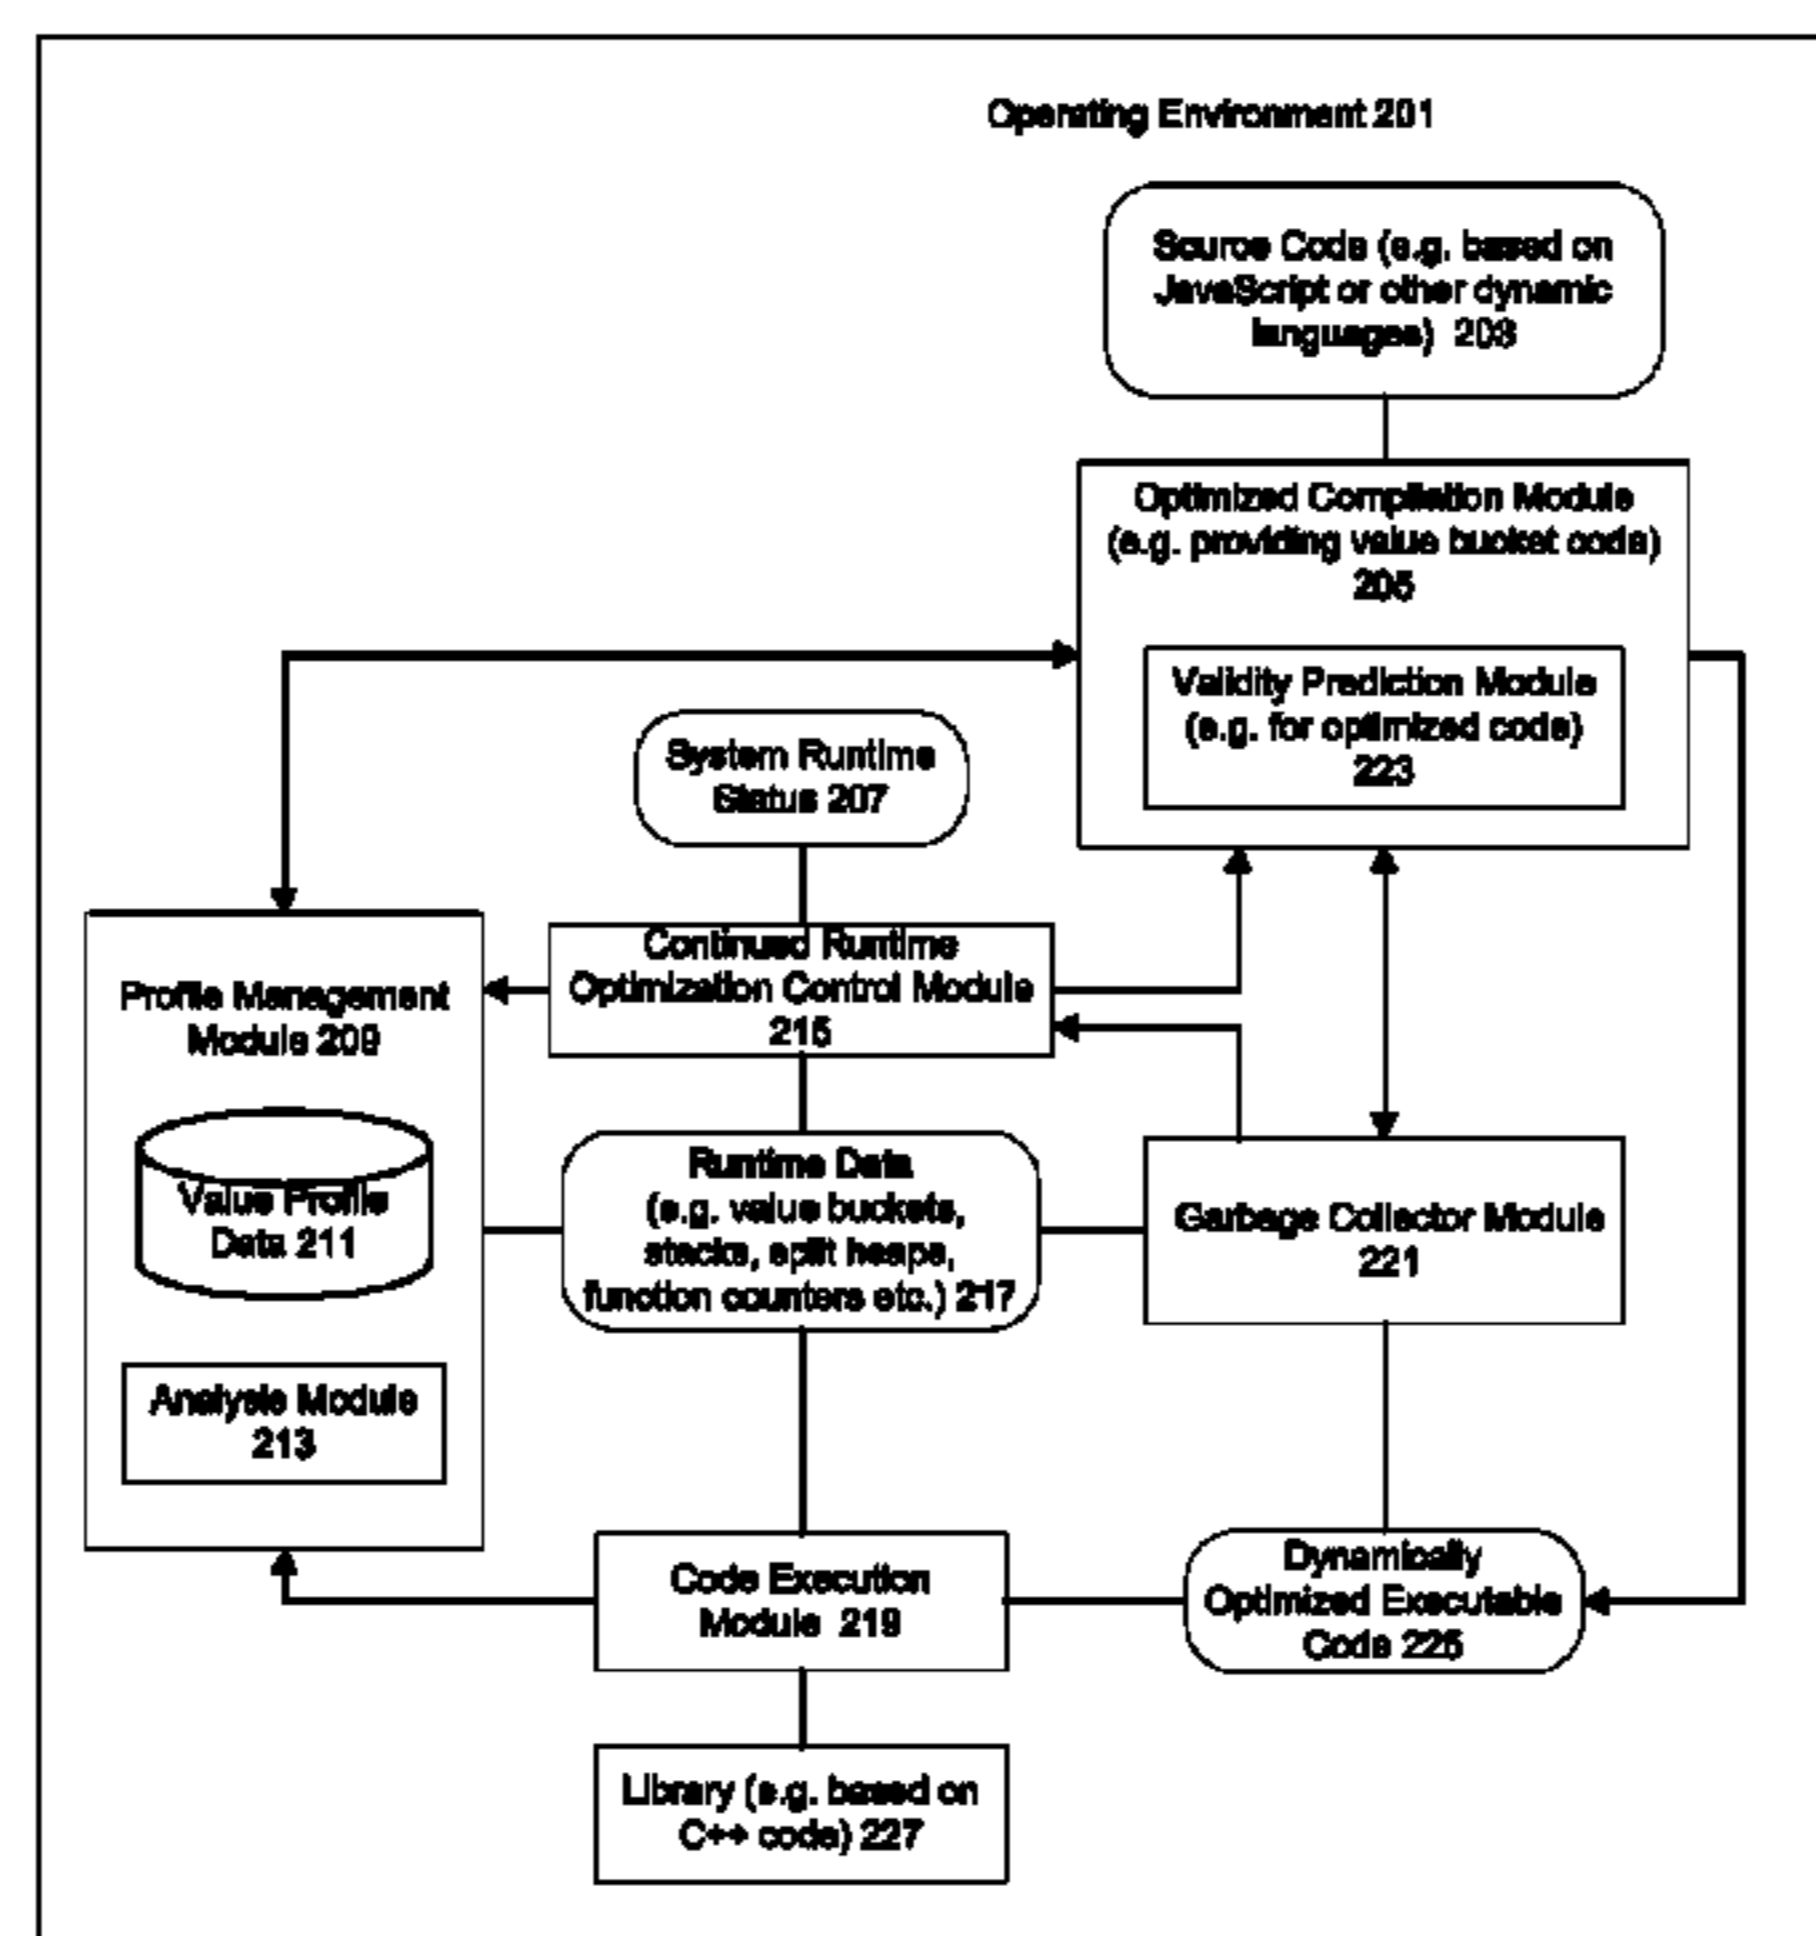 Operating Environment 201
Source Code (e.g. based on
JavaScript or other dynamic
languages) 203
Optimized Compilation Module
(e.g. providing value bucket code)
205
Validity Prediction Module
(e.g. for optimized code)
223
System Runtime
Status 207
Continued Runtime
Optimization Control Module
215
Profile Management
Module 209
Value Profile
Data 211
Analysis Module
213
Runtime Data
(e.g. value buckets,
stacks, split heaps,
function counters etc.) 217
Garbage Collector Module
221
Code Execution
Module 219
Dynamically
Optimized Executable
Code 225
Library (e.g. based on
C++ code) 227